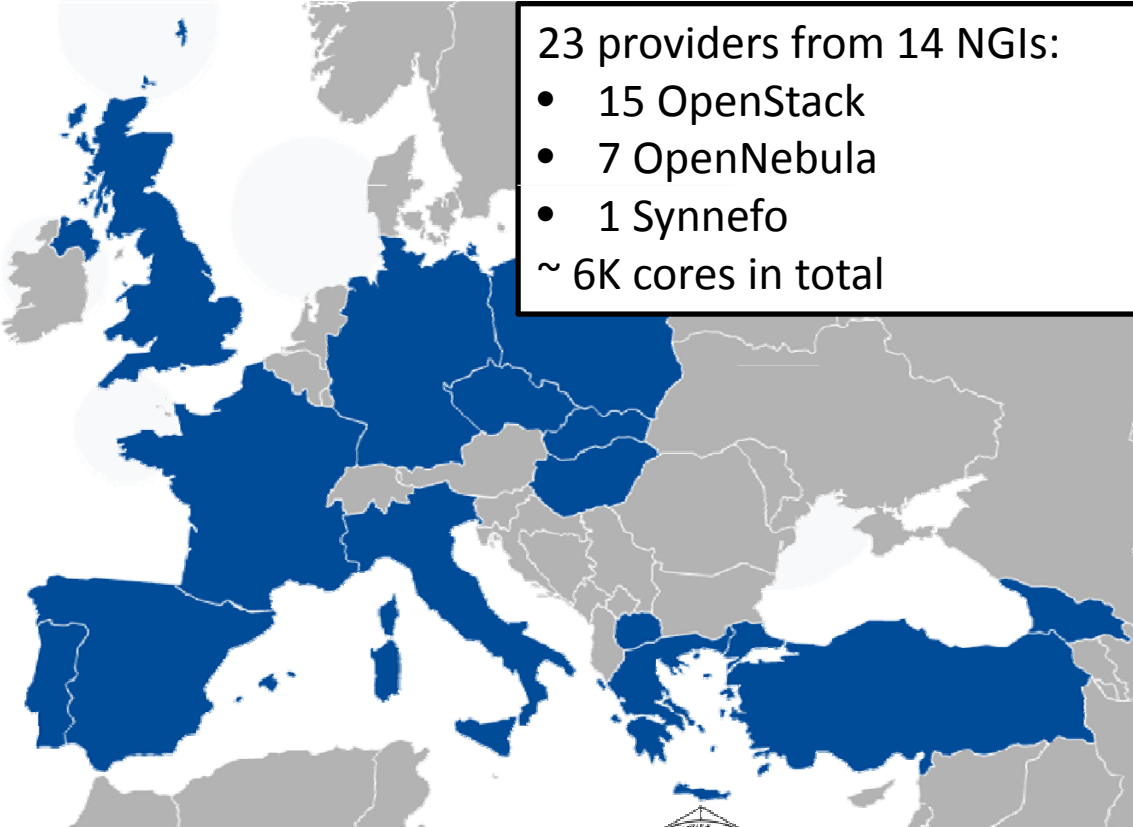 23 providers from 14 NGIs:
• 15 OpenStack
• 7 OpenNebula
• 1 Synnefo
~ 6K cores in total